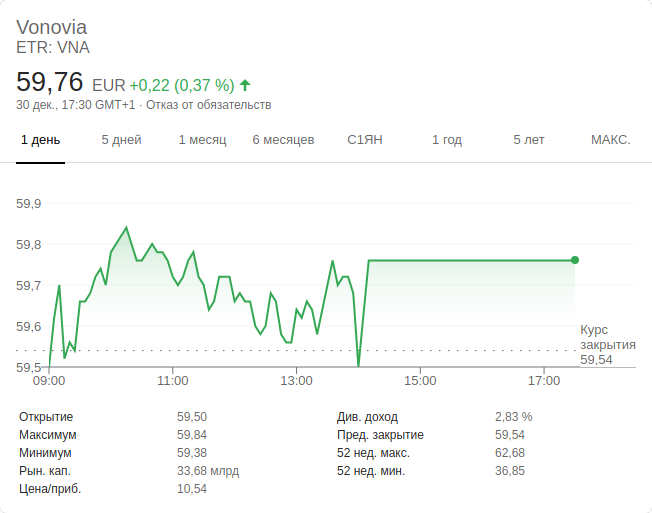 Vonovia
ETR: VNA
59,76 EUR +0,22 (0,37 %)
30 дек., 17:30 GMT+1 · Отказ от обязательств
1 день 5 дней 1 месяц 6 месяцев С1ЯН 1 год 5 лет МАКС.
59,9
59,8
59,7
59,6
59,5
Курс
закрытия
59,54
09:00 11:00 13:00 15:00 17:00
Открытие 59,50 Див. доход 2,83 %
Максимум 59,84 Пред. закрытие 59,54
Минимум 59,38 52 нед. макс. 62,68
Рын. кап. 33,68 млрд 52 нед. мин. 36,85
Цена/приб. 10,54